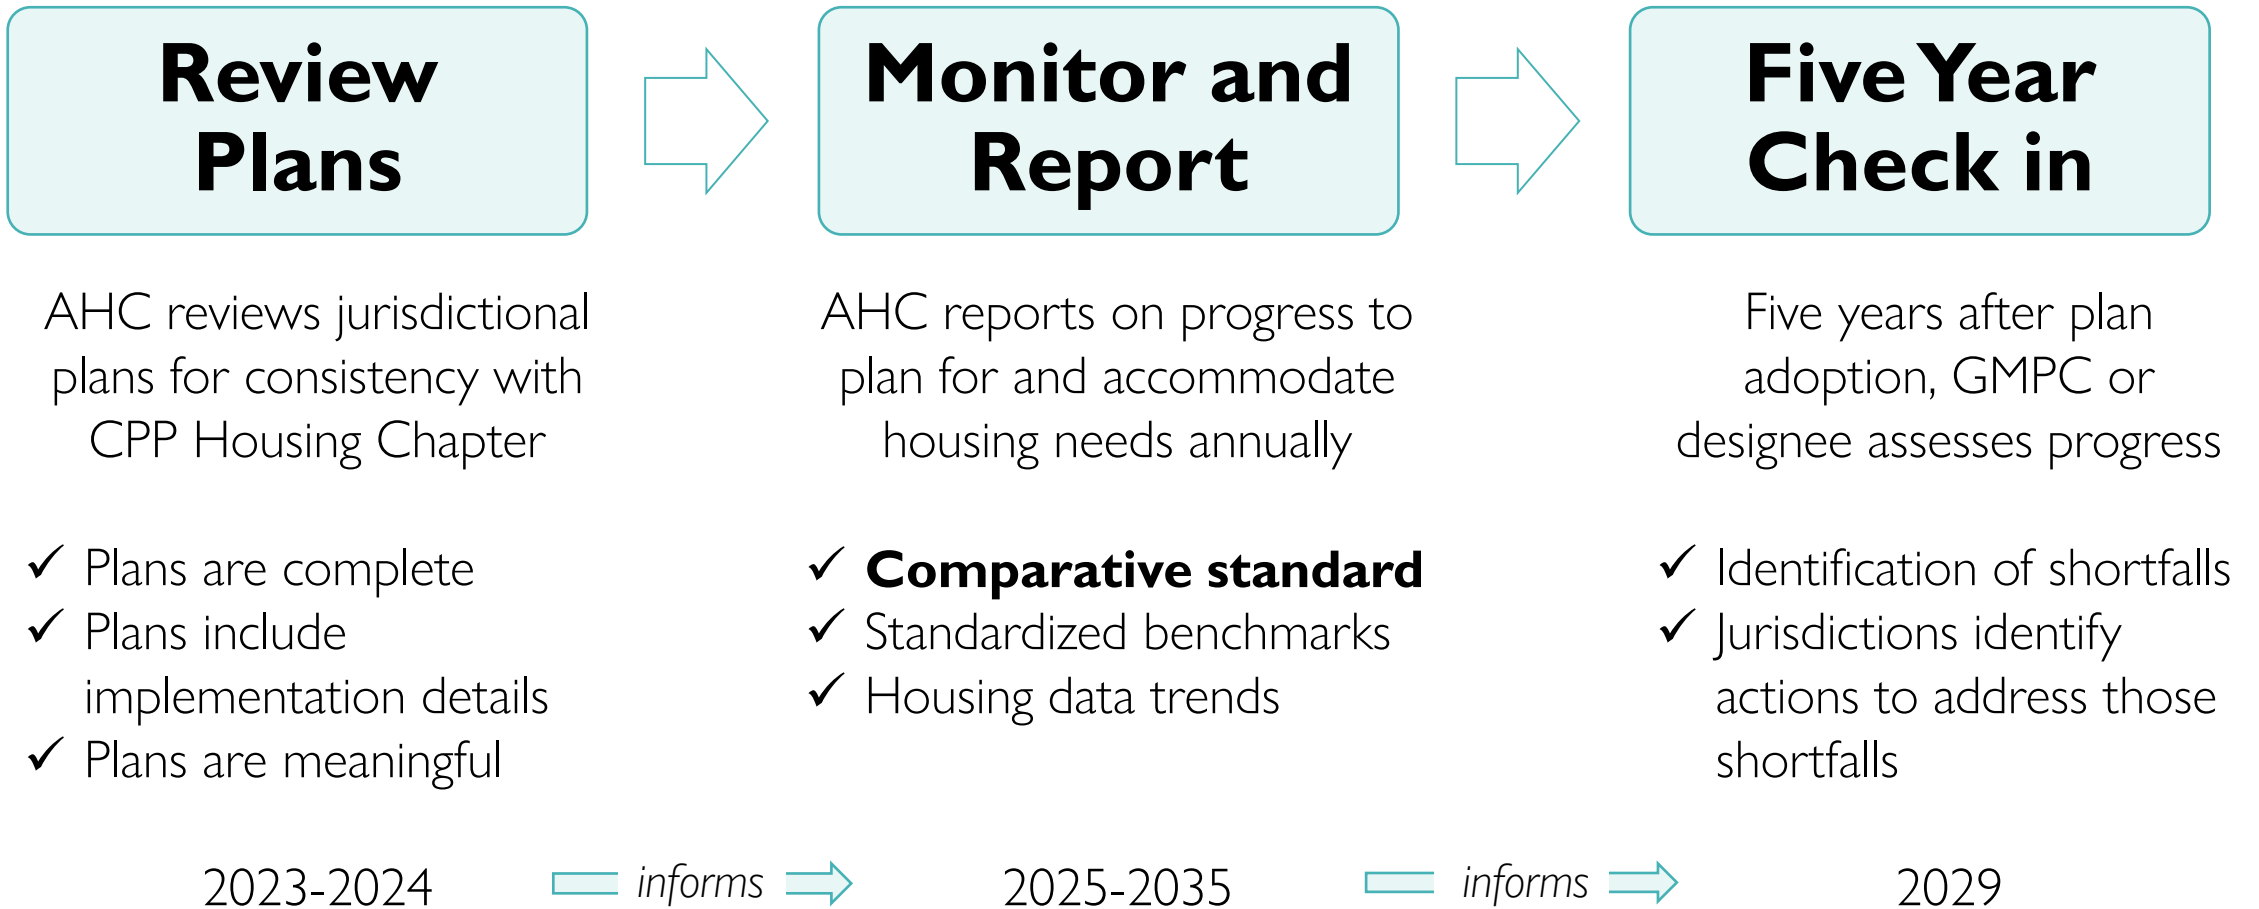 Review
Plans
Monitor and
Report
Five Year
Check in
AHC reviews jurisdictional
plans for consistency with
CPP Housing Chapter
AHC reports on progress to
plan for and accommodate
housing needs annually
Five years after plan
adoption, GMPC or
designee assesses progress
✓ Plans are complete
✓ Plans include
implementation details
✓ Plans are meaningful
✓ Comparative standard
✓ Standardized benchmarks
✓ Housing data trends
✓ Identification of shortfalls
✓ Jurisdictions identify
actions to address those
shortfalls
2023-2024
informs
2025-2035
informs
2029